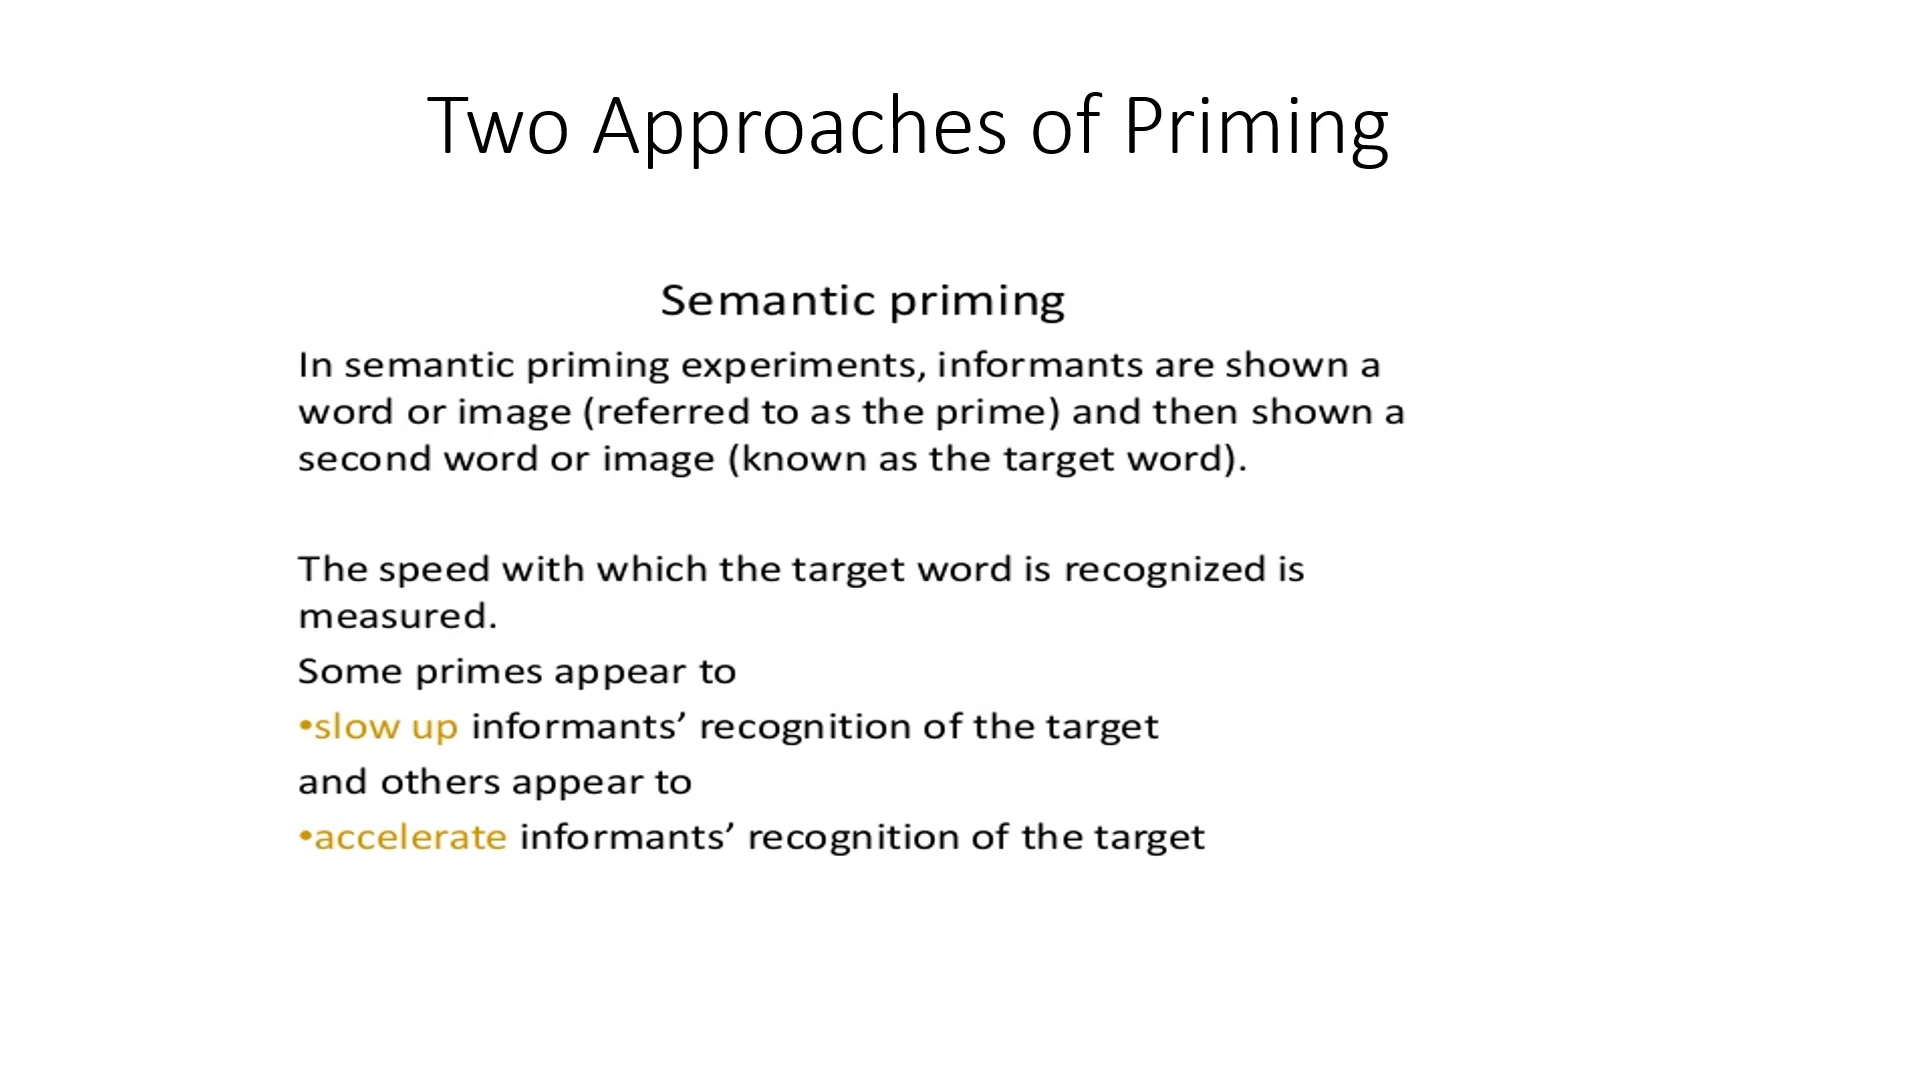 Two Approaches of Priming
Semantic priming
In semantic priming experiments, informants are shown a
word or image (referred to as the prime) and then shown a
second word or image (known as the target word).
The speed with which the target word is recognized is
measured.
Some primes appear to
•slow up informants’ recognition of the target
and others appear to
•accelerate informants’ recognition of the target